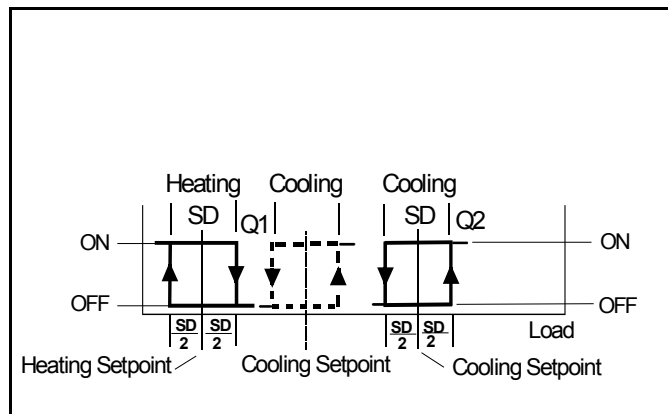 Heating Cooling Cooling
SD Q1 SD Q2
ON ON
OFF OFF
SD/2 SD/2 SD/2 SD/2 Load
Heating Setpoint Cooling Setpoint Cooling Setpoint